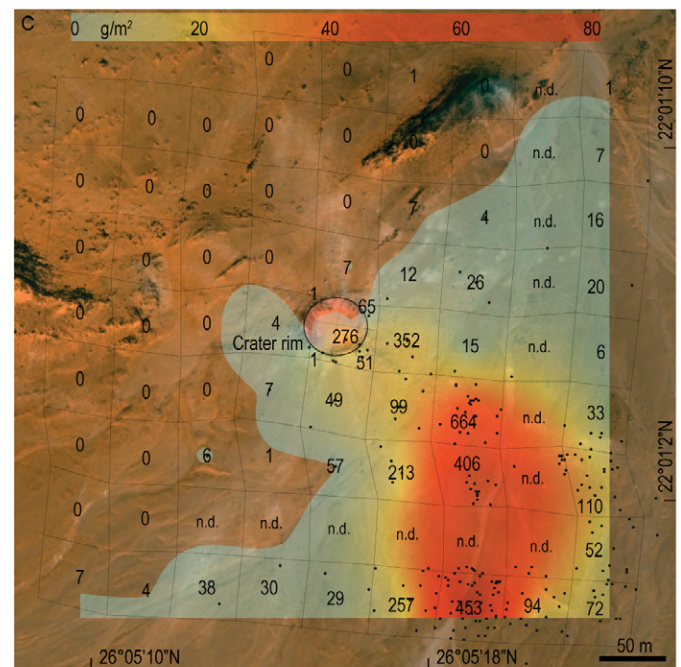 C
0 g/m² 20 40 60 80
0 0 1 0 n.d. 1
0 0 0 0 0 0 0 n.d. 7
22°01'10"N
0 0 0 0 0 7 4 n.d. 16
0 0 0 0 7 12 26 n.d. 20
0 0 0 4 1 65 276 352 15 n.d. 6
Crater rim 1 51
0 0 0 7 49 99 664 n.d. 33
0 0 6 1 57 213 406 n.d. 110
22°01'2"N
0 0 n.d. n.d. n.d. n.d. n.d. n.d. 52
7 4 38 30 29 257 453 94 72
26°05'10"N 26°05'18"N 50 m